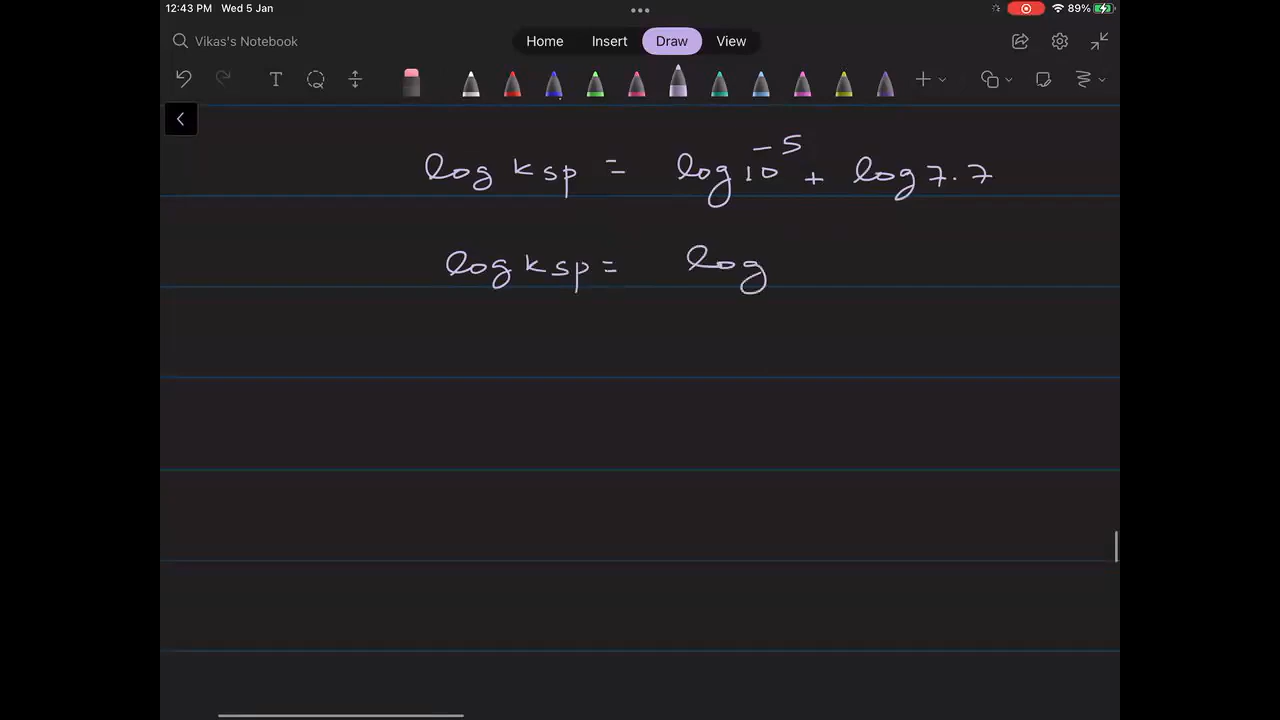 12:43 PM Wed 5 Jan
89%
Vikas's Notebook
Home Insert Draw View
log ksp = log 10⁻⁵ + log 7.7
log ksp = log